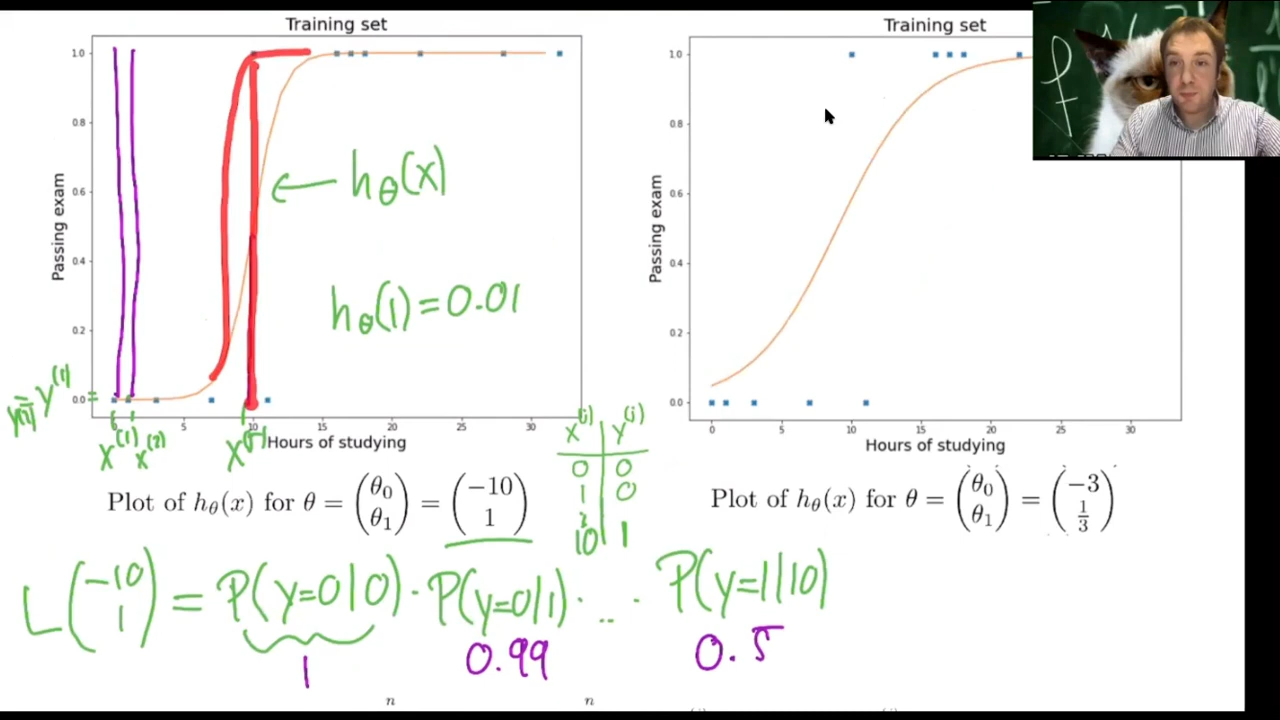 Training set
1.0
0.8
0.6
0.4
0.2
0.0
Passing exam
5
10
15
20
25
30
Hours of studying
hθ(x)
hθ(1)=0.01
y⁽¹⁾ =
x⁽¹⁾ x⁽²⁾
x⁽ʲ⁾ | y⁽ʲ⁾
0 | 0
1 | 0
10 | 1
Plot of hθ(x) for θ = (θ0 θ1) = (−10 1)
Training set
1.0
0.8
0.6
0.4
0.2
0.0
Passing exam
0
5
10
15
20
25
30
Hours of studying
Plot of hθ(x) for θ = (θ0 θ1) = (−3 1/3)
L(−10 1) = P(y=0|0) · P(y=0|1) · .. · P(y=1|10)
1 0.99 0.5
n n